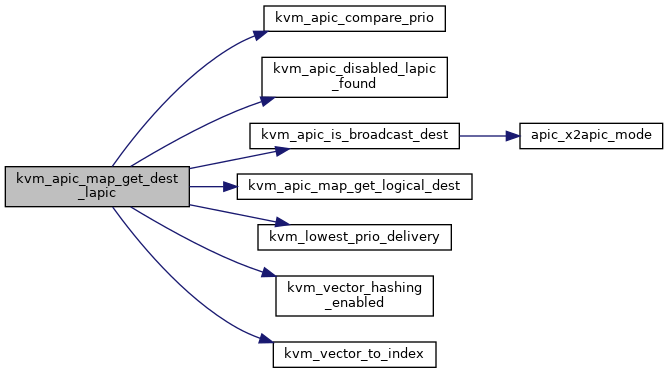 kvm_apic_compare_prio
kvm_apic_disabled_lapic
_found
kvm_apic_is_broadcast_dest
apic_x2apic_mode
kvm_apic_map_get_dest
_lapic
kvm_apic_map_get_logical_dest
kvm_lowest_prio_delivery
kvm_vector_hashing
_enabled
kvm_vector_to_index